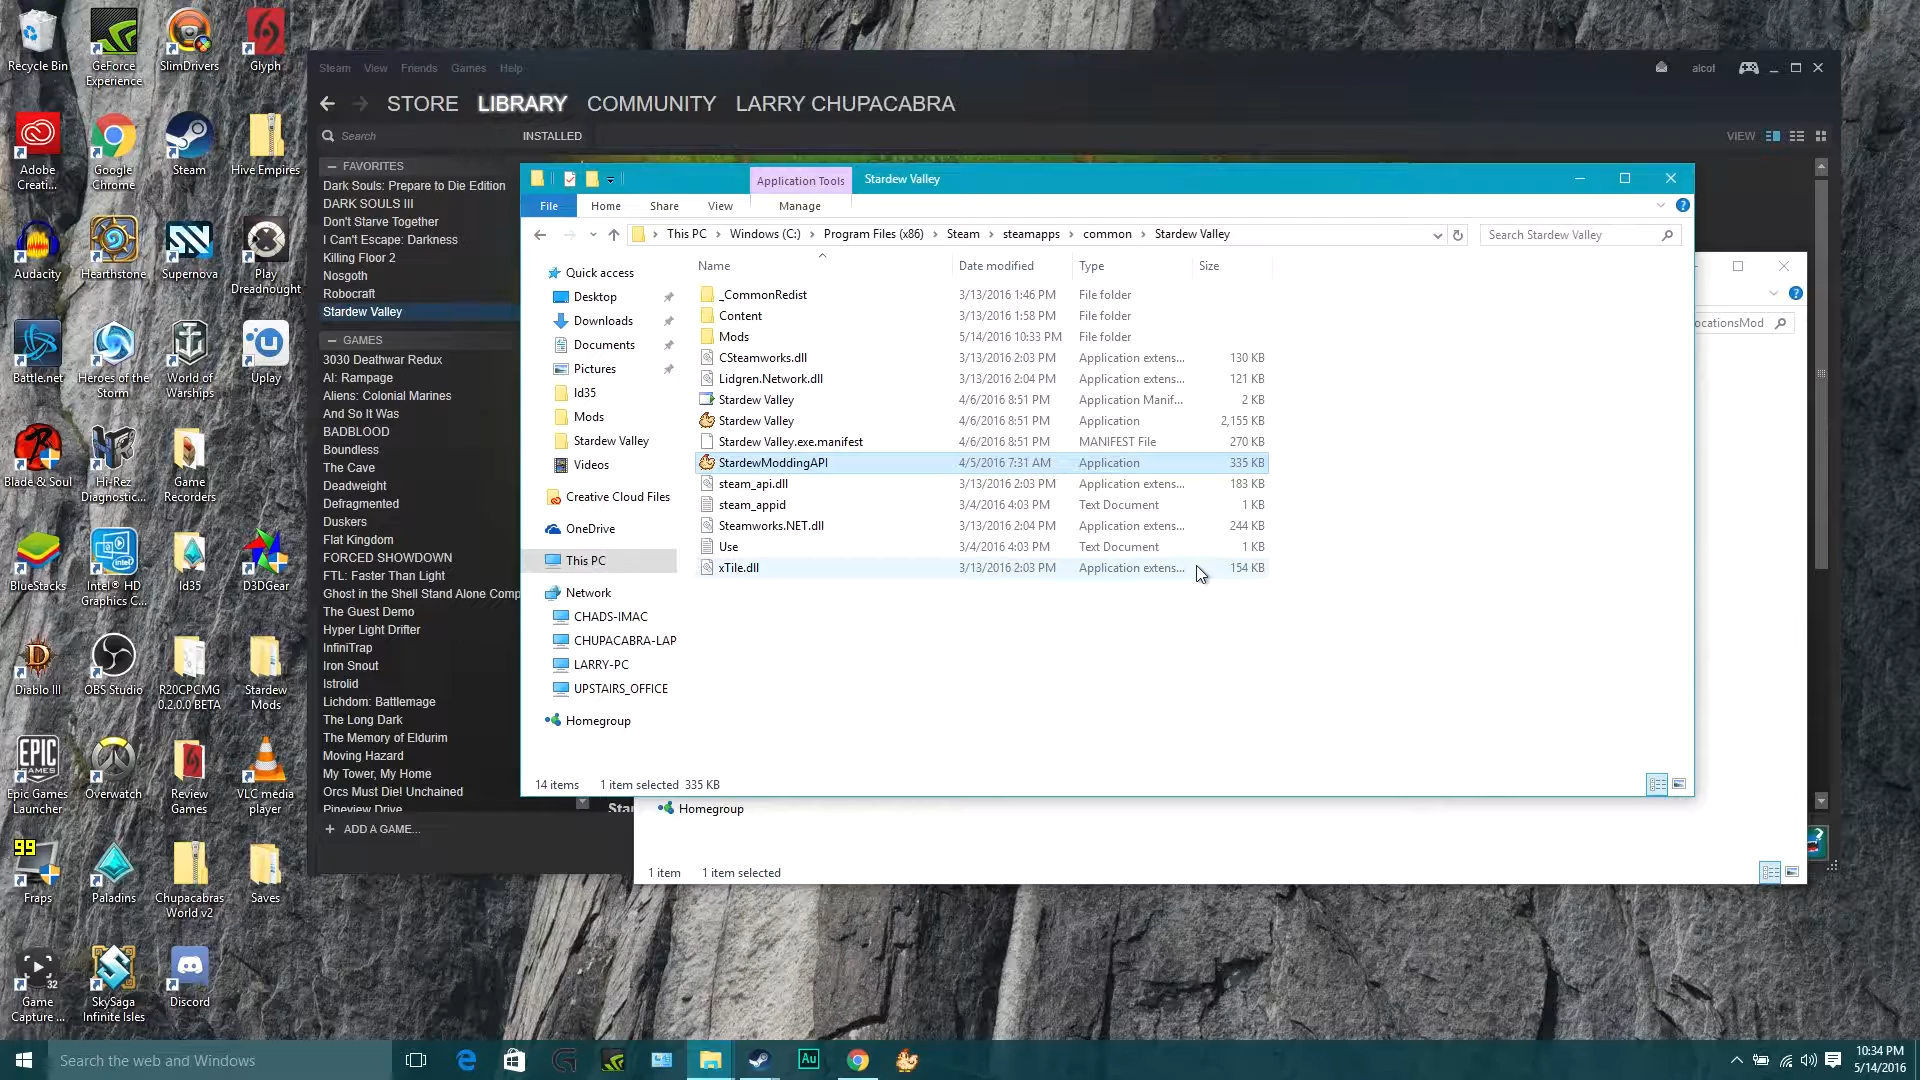 Recycle Bin
GeForce Experience
SlimDrivers
Glyph
Adobe Creati...
Google Chrome
Steam
Hive Empires
Audacity
Hearthstone
Supernova
Play Dreadnought
Battle.net
Heroes of the Storm
World of Warships
Uplay
Blade & Soul
Hi-Rez Diagnostic...
Game Recorders
BlueStacks
Intel® HD Graphics C...
ld35
D3DGear
Diablo III
OBS Studio
R20CPCMG 0.2.0.0 BETA
Stardew Mods
EPIC GAMES
Epic Games Launcher
Overwatch
Review Games
VLC media player
99
Fraps
Paladins
Chupacabras World v2
Saves
32
Game Capture ...
SkySaga Infinite Isles
Discord
Steam View Friends Games Help
alcot
STORE LIBRARY COMMUNITY LARRY CHUPACABRA
Search
INSTALLED
VIEW
— FAVORITES
Dark Souls: Prepare to Die Edition
DARK SOULS III
Don't Starve Together
I Can't Escape: Darkness
Killing Floor 2
Nosgoth
Robocraft
Stardew Valley
— GAMES
3030 Deathwar Redux
AI: Rampage
Aliens: Colonial Marines
And So It Was
BADBLOOD
Boundless
The Cave
Deadweight
Defragmented
Duskers
Flat Kingdom
FORCED SHOWDOWN
FTL: Faster Than Light
Ghost in the Shell Stand Alone Comp
The Guest Demo
Hyper Light Drifter
InfiniTrap
Iron Snout
Istrolid
Lichdom: Battlemage
The Long Dark
The Memory of Eldurim
Moving Hazard
My Tower, My Home
Orcs Must Die! Unchained
Pineview Drive
+ ADD A GAME...
Star
Application Tools
Stardew Valley
File Home Share View Manage
This PC > Windows (C:) > Program Files (x86) > Steam > steamapps > common > Stardew Valley
Search Stardew Valley
Quick access
Desktop
Downloads
Documents
Pictures
ld35
Mods
Stardew Valley
Videos
Creative Cloud Files
OneDrive
This PC
Network
CHADS-IMAC
CHUPACABRA-LAP
LARRY-PC
UPSTAIRS_OFFICE
Homegroup
Name Date modified Type Size
_CommonRedist 3/13/2016 1:46 PM File folder
Content 3/13/2016 1:58 PM File folder
Mods 5/14/2016 10:33 PM File folder
CSteamworks.dll 3/13/2016 2:03 PM Application extens... 130 KB
Lidgren.Network.dll 3/13/2016 2:04 PM Application extens... 121 KB
Stardew Valley 4/6/2016 8:51 PM Application Manif... 2 KB
Stardew Valley 4/6/2016 8:51 PM Application 2,155 KB
Stardew Valley.exe.manifest 4/6/2016 8:51 PM MANIFEST File 270 KB
StardewModdingAPI 4/5/2016 7:31 AM Application 335 KB
steam_api.dll 3/13/2016 2:03 PM Application extens... 183 KB
steam_appid 3/4/2016 4:03 PM Text Document 1 KB
Steamworks.NET.dll 3/13/2016 2:04 PM Application extens... 244 KB
Use 3/4/2016 4:03 PM Text Document 1 KB
xTile.dll 3/13/2016 2:03 PM Application extens... 154 KB
14 items 1 item selected 335 KB
ocationsMod
Homegroup
1 item 1 item selected
Search the web and Windows
Au
10:34 PM
5/14/2016